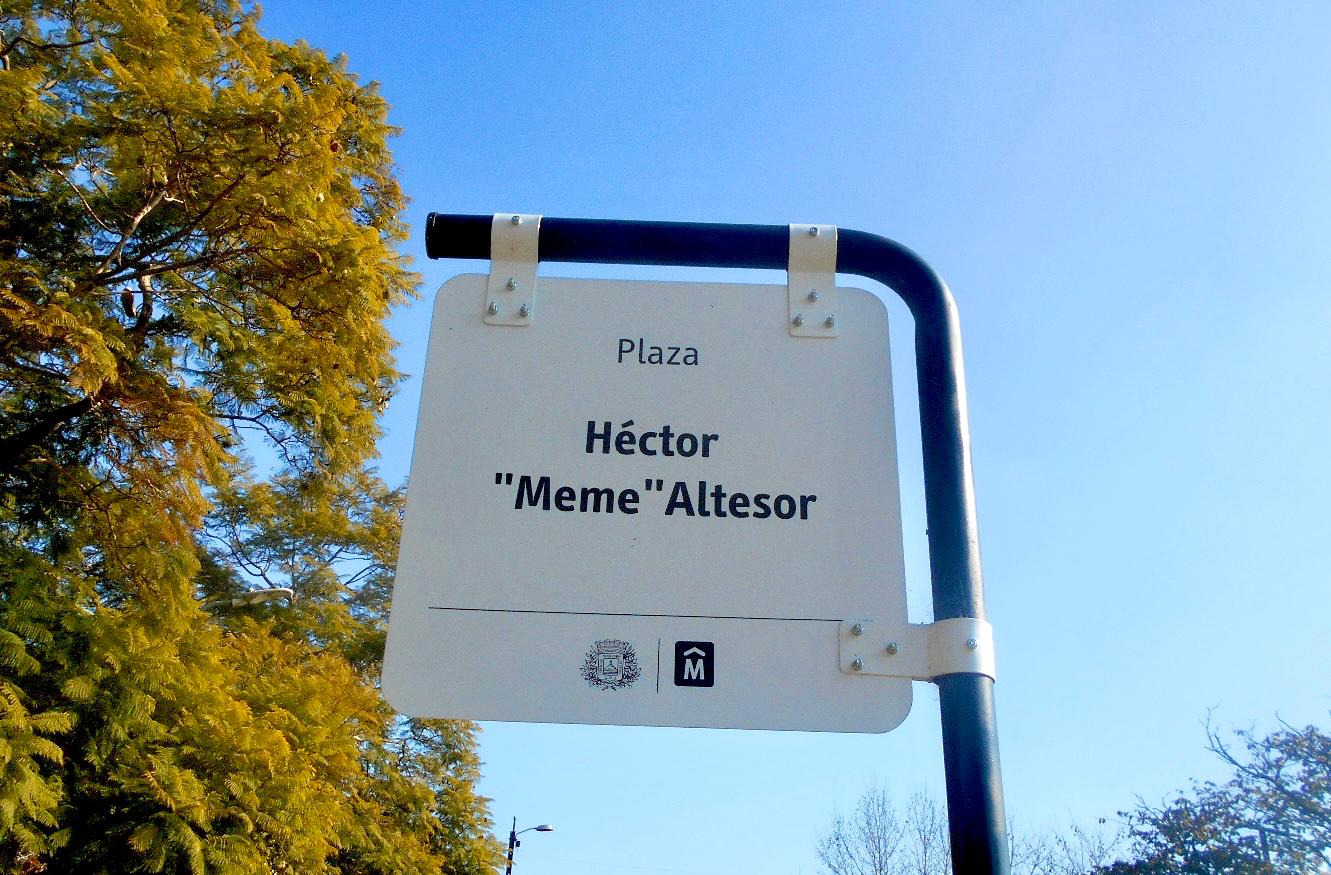 Plaza
Héctor
"Meme"Altesor
M